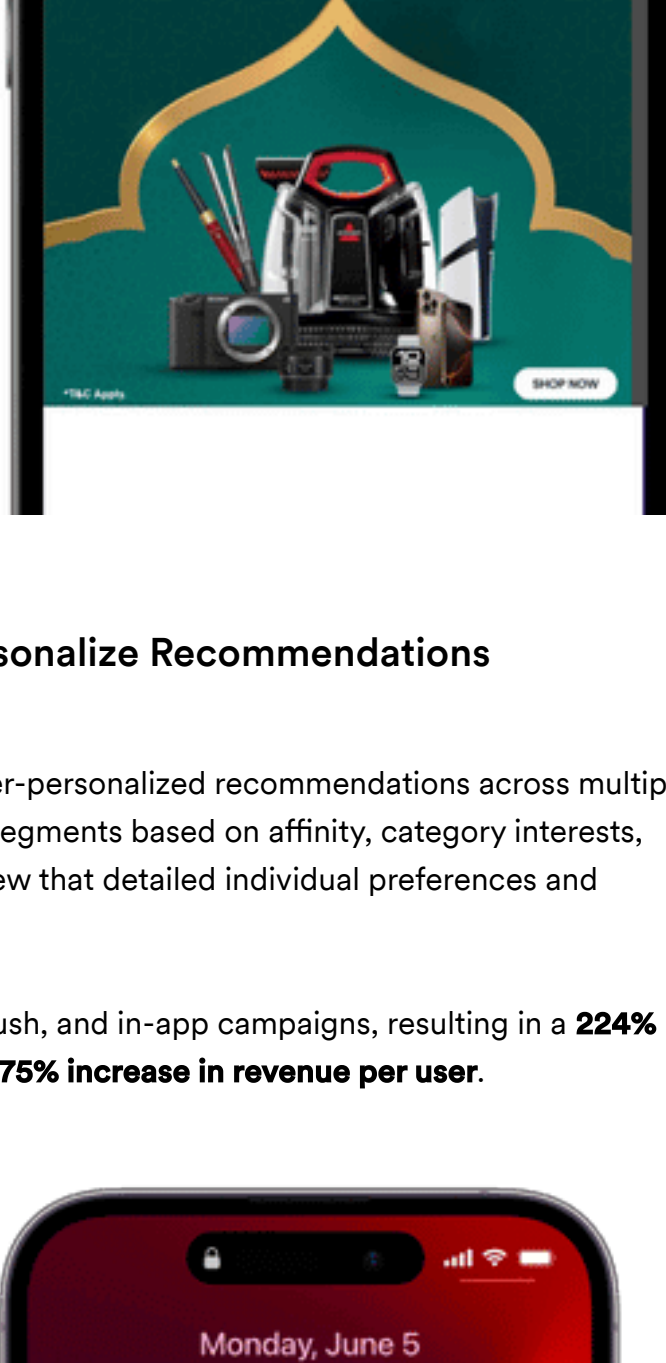 *T&C Apply
SHOP NOW
sonalize Recommendations
er-personalized recommendations across multip
egments based on affinity, category interests,
ew that detailed individual preferences and
ush, and in-app campaigns, resulting in a 224%
75% increase in revenue per user.
Monday, June 5